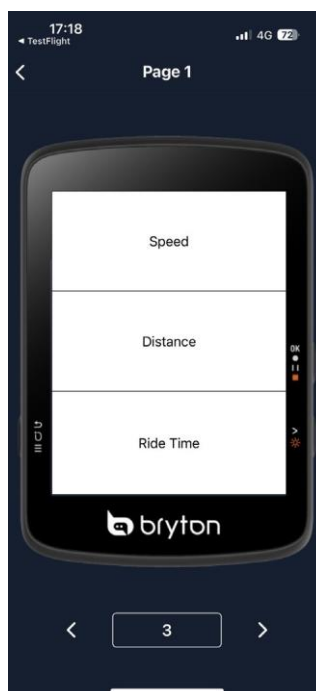 17:18
4G 72
TestFlight
Page 1
Speed
Distance
OK
Ride Time
bryton
3